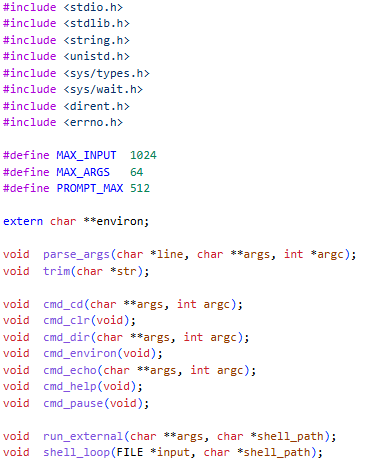 #include <stdio.h>
#include <stdlib.h>
#include <string.h>
#include <unistd.h>
#include <sys/types.h>
#include <sys/wait.h>
#include <dirent.h>
#include <errno.h>

#define MAX_INPUT  1024
#define MAX_ARGS   64
#define PROMPT_MAX 512

extern char **environ;

void  parse_args(char *line, char **args, int *argc);
void  trim(char *str);

void  cmd_cd(char **args, int argc);
void  cmd_clr(void);
void  cmd_dir(char **args, int argc);
void  cmd_environ(void);
void  cmd_echo(char **args, int argc);
void  cmd_help(void);
void  cmd_pause(void);

void  run_external(char **args, char *shell_path);
void  shell_loop(FILE *input, char *shell_path);